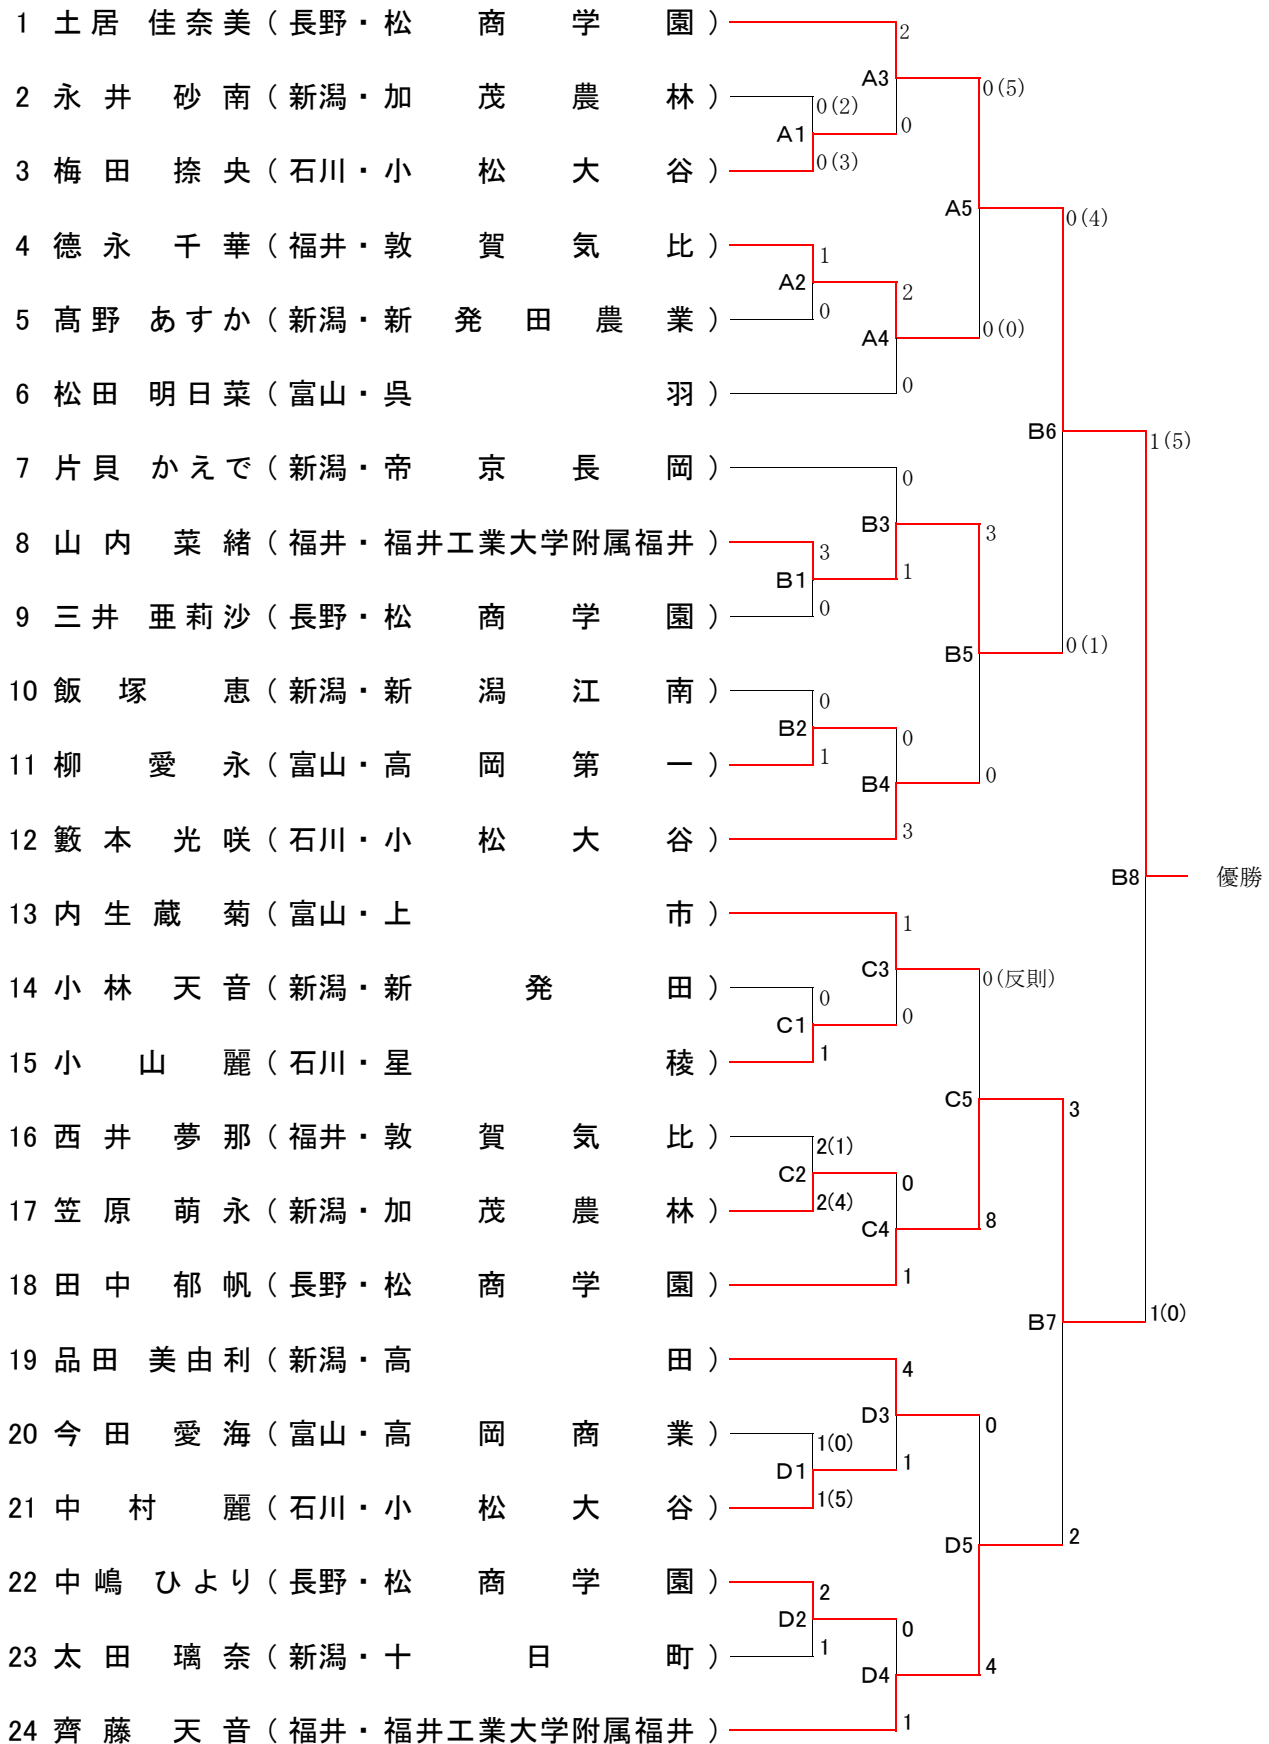 1 土居 佳奈美（長野・松商学園）
2 永井 砂南（新潟・加茂農林）
3 梅田 捺央（石川・小松大谷）
4 德永 千華（福井・敦賀気比）
5 髙野 あすか（新潟・新発田農業）
6 松田 明日菜（富山・呉羽）
7 片貝 かえで（新潟・帝京長岡）
8 山内 菜緒（福井・福井工業大学附属福井）
9 三井 亜莉沙（長野・松商学園）
10 飯塚 恵（新潟・新潟江南）
11 柳 愛永（富山・高岡第一）
12 籔本 光咲（石川・小松大谷）
13 内生蔵 菊（富山・上市）
14 小林 天音（新潟・新発田）
15 小山 麗（石川・星稜）
16 西井 夢那（福井・敦賀気比）
17 笠原 萌永（新潟・加茂農林）
18 田中 郁帆（長野・松商学園）
19 品田 美由利（新潟・高田）
20 今田 愛海（富山・高岡商業）
21 中村 麗（石川・小松大谷）
22 中嶋 ひより（長野・松商学園）
23 太田 璃奈（新潟・十日町）
24 齊藤 天音（福井・福井工業大学附属福井）
0(2)
A1
0(3)
1
A2
0
3
B1
0
0
B2
1
0
C1
1
2(1)
C2
2(4)
1(0)
D1
1(5)
2
D2
1
2
A3
0
2
A4
0
0
B3
1
0
B4
3
1
C3
0
0
C4
1
4
D3
1
0
D4
1
0(5)
A5
0(0)
3
B5
0
0(反則)
C5
8
0
D5
4
0(4)
B6
0(1)
3
B7
2
1(5)
B8
1(0)
優勝